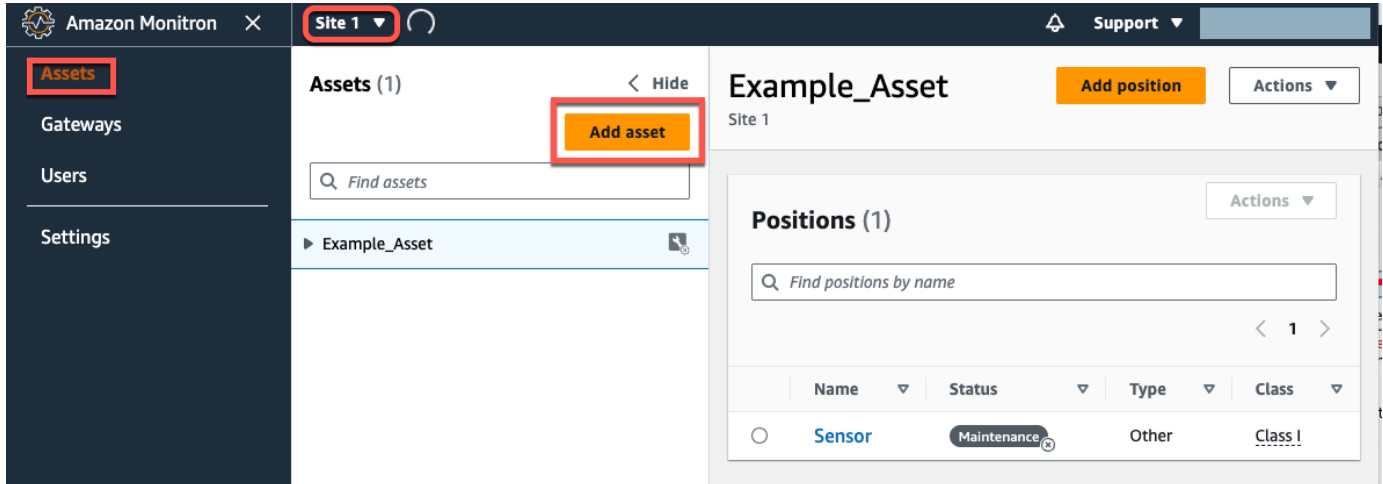 Amazon Monitron
Site 1
Support
Assets
Gateways
Users
Settings
Assets (1)
Hide
Add asset
Find assets
Example_Asset
Example_Asset
Site 1
Add position
Actions
Positions (1)
Actions
Find positions by name
1
Name Status Type Class
Sensor Maintenance Other Class I